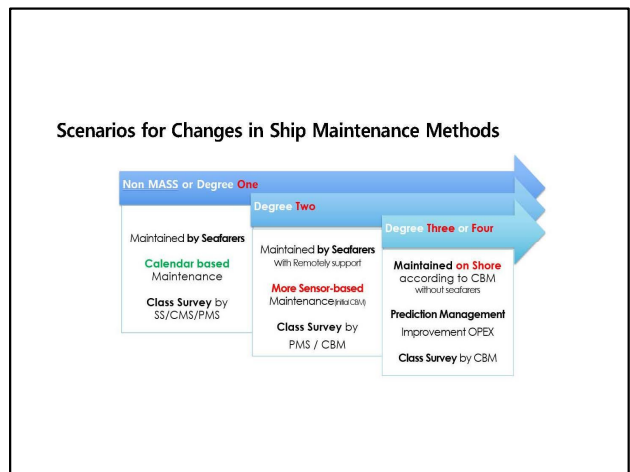 Scenarios for Changes in Ship Maintenance Methods
Non MASS or Degree One
Maintained by Seafarers
Calendar based
Maintenance
Class Survey by
SS/CMS/PMS
Degree Two
Maintained by Seafarers
With Remotely support
More Sensor-based
Maintenance(Initial CBM)
Class Survey by
PMS / CBM
Degree Three or Four
Maintained on Shore
according to CBM
without seafarers
Prediction Management
Improvement OPEX
Class Survey by CBM